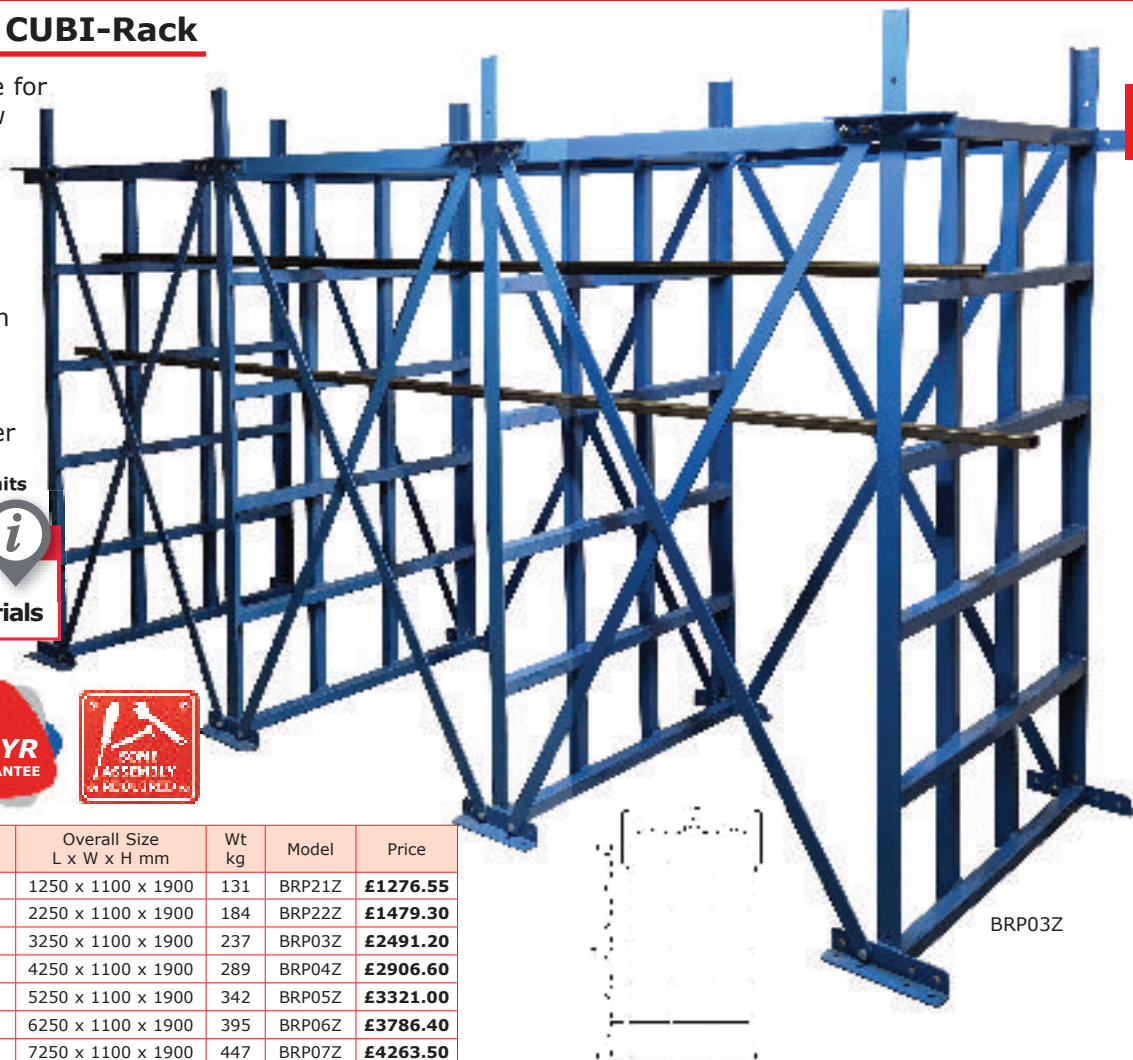 CUBI-Rack
e for
n
er
its
i
rials
YR
ANTEE
SOME
ASSEMBLY
REQUIRED
Overall Size
L x W x H mm
Wt
kg
Model
Price
1250 x 1100 x 1900 131 BRP21Z £1276.55
2250 x 1100 x 1900 184 BRP22Z £1479.30
3250 x 1100 x 1900 237 BRP03Z £2491.20
4250 x 1100 x 1900 289 BRP04Z £2906.60
5250 x 1100 x 1900 342 BRP05Z £3321.00
6250 x 1100 x 1900 395 BRP06Z £3786.40
7250 x 1100 x 1900 447 BRP07Z £4263.50
BRP03Z